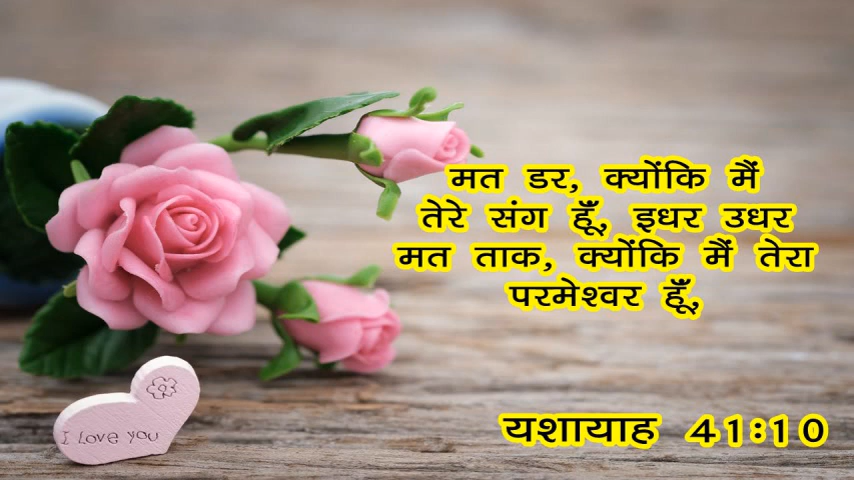 मत डर, क्योंकि मैं
तेरे संग हूँ, इधर उधर
मत ताक, क्योंकि मैं तेरा
परमेश्वर हूँ,
I Love you
यशायाह 41:10